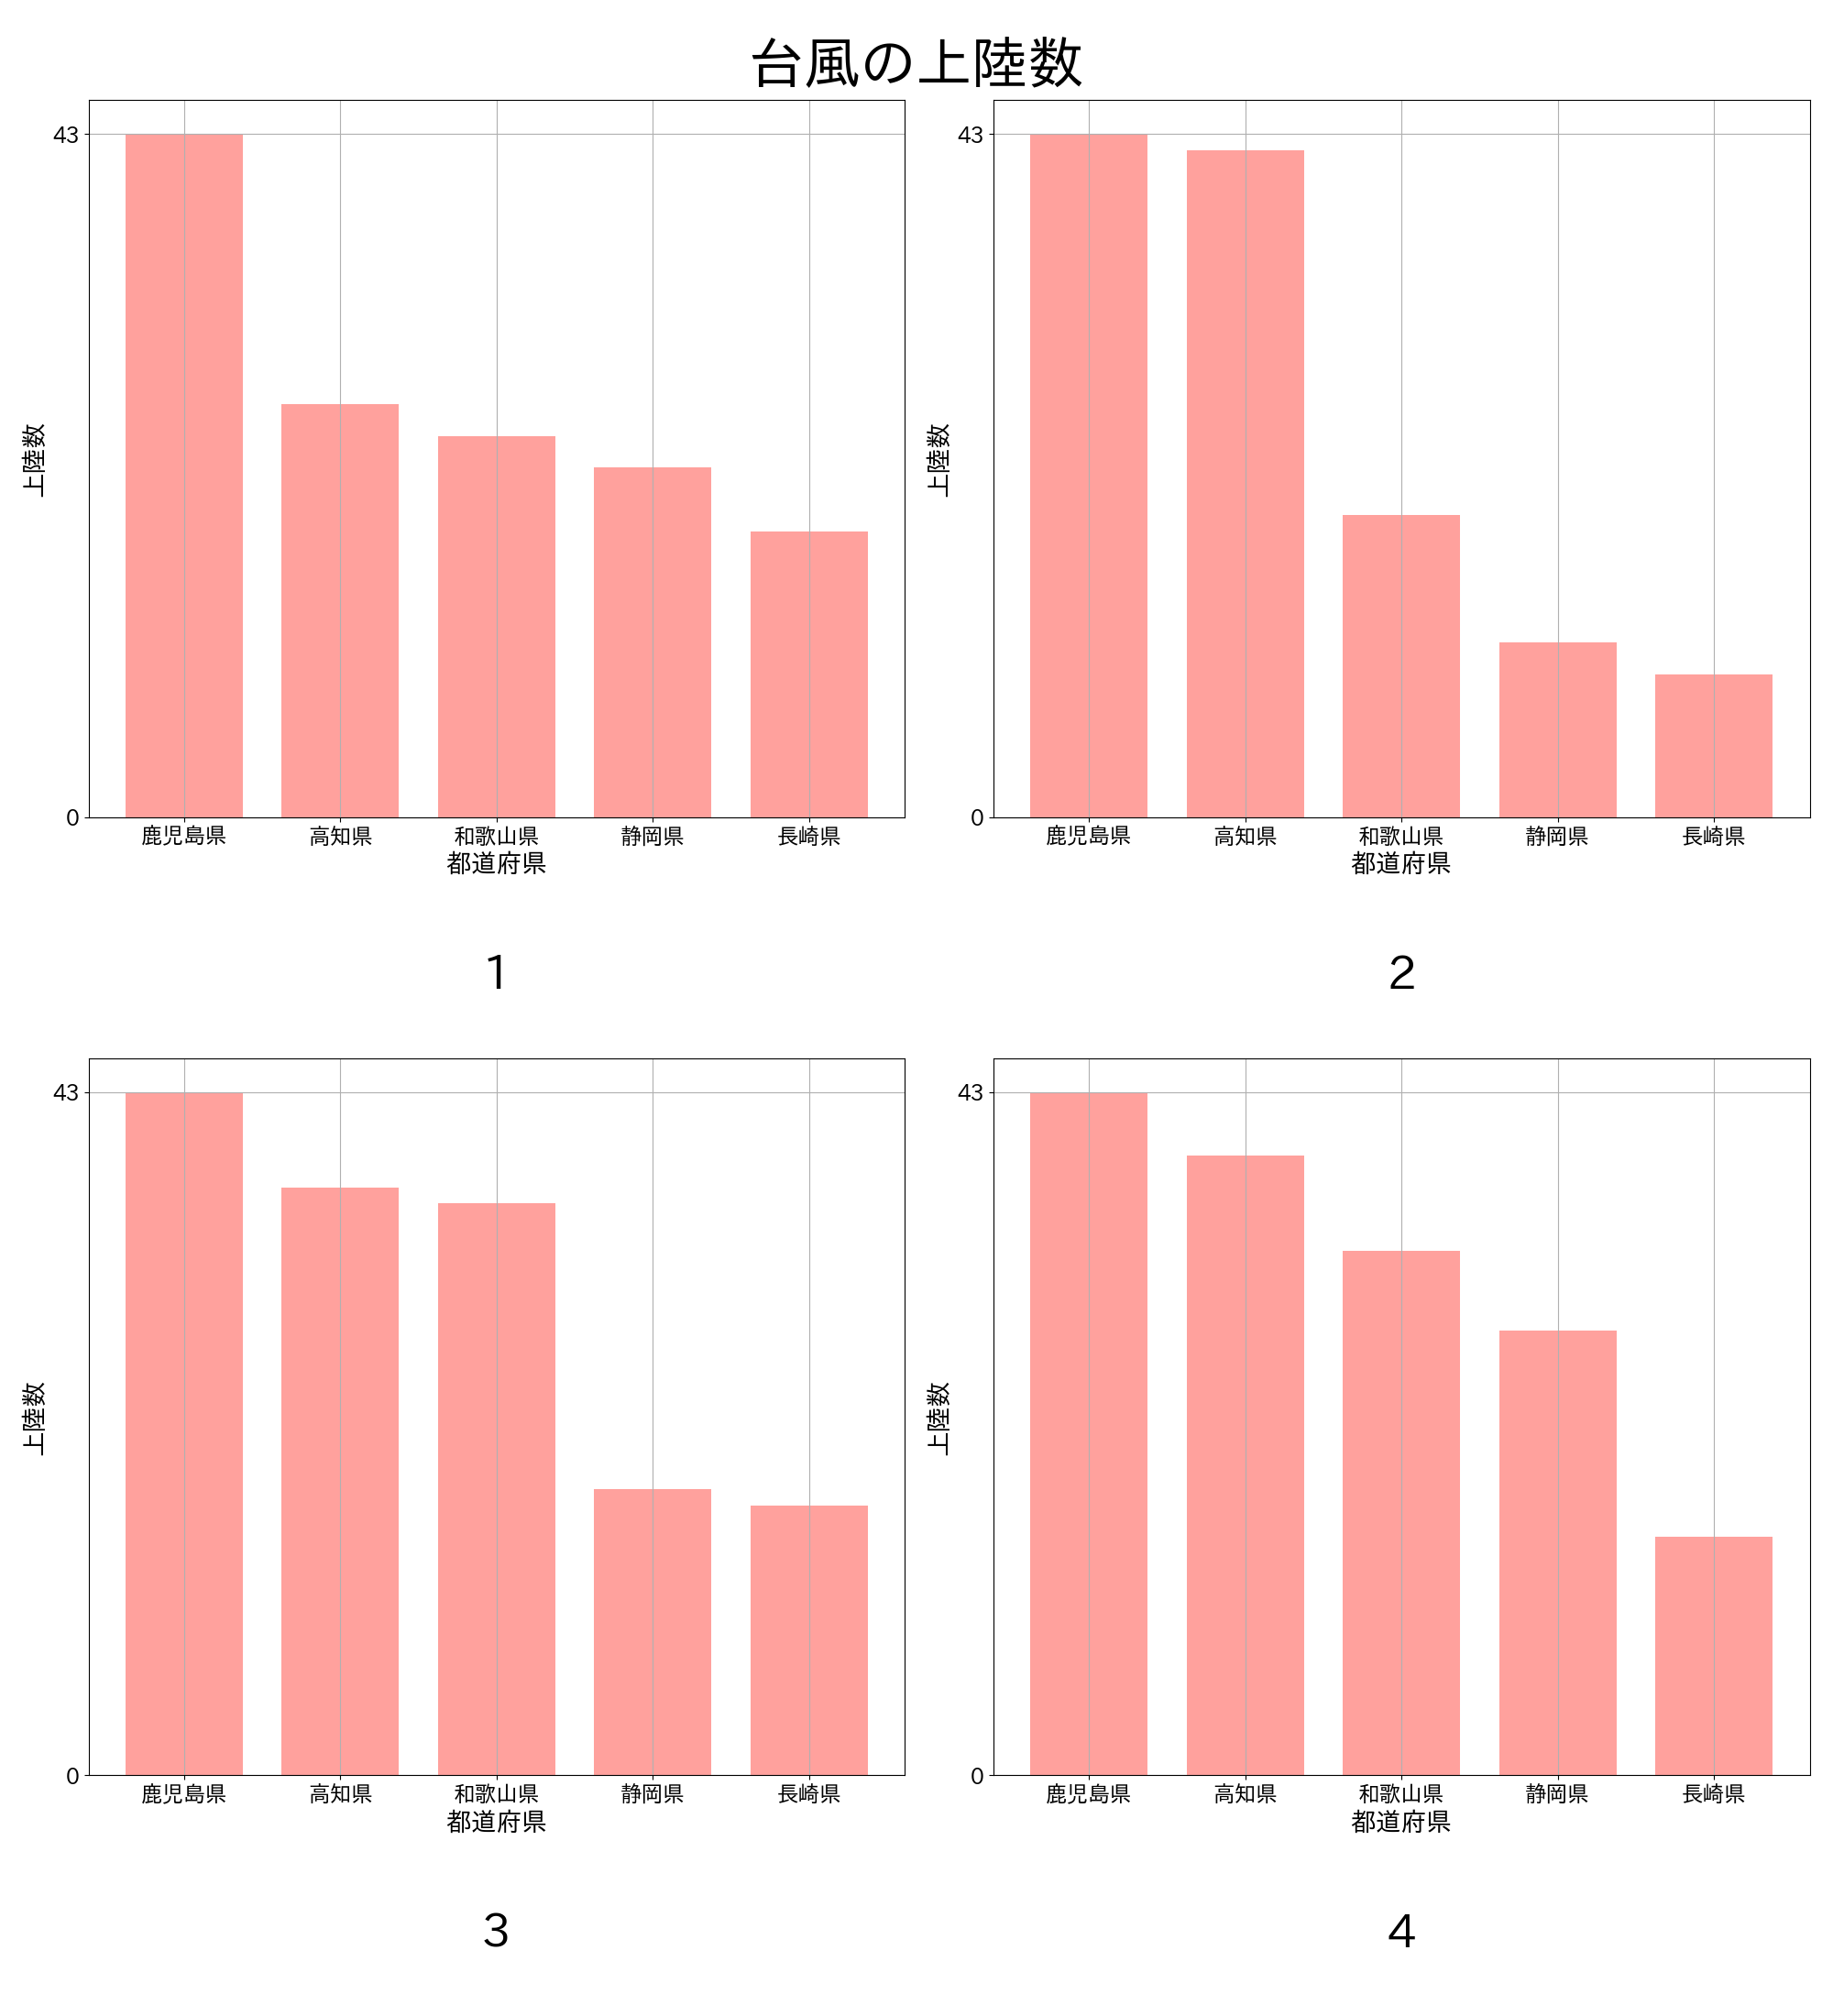 台風の上陸数
43
0
上陸数
鹿児島県 高知県 和歌山県 静岡県 長崎県
都道府県
1
43
0
上陸数
鹿児島県 高知県 和歌山県 静岡県 長崎県
都道府県
2
43
0
上陸数
鹿児島県 高知県 和歌山県 静岡県 長崎県
都道府県
3
43
0
上陸数
鹿児島県 高知県 和歌山県 静岡県 長崎県
都道府県
4